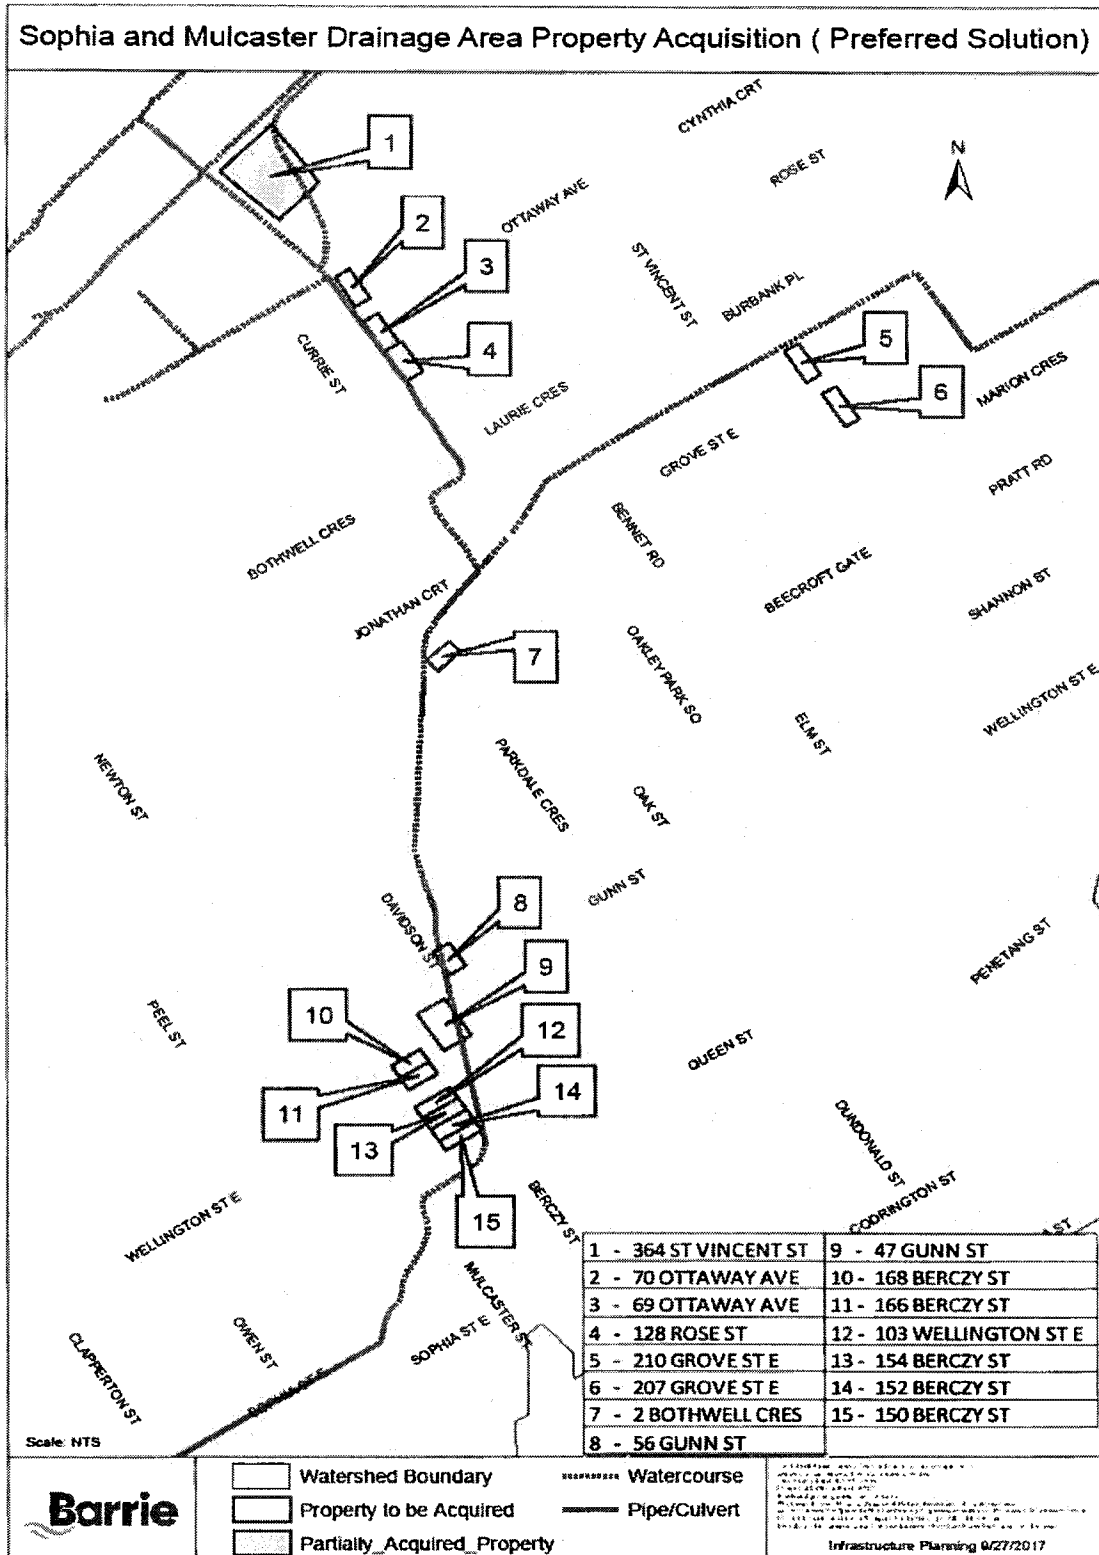 Sophia and Mulcaster Drainage Area Property Acquisition ( Preferred Solution)
CYNTHIA CRT
ROSE ST
N
1
OTTAWAY AVE
2
3
ST VINCENT ST
BURBANK PL
4
CURRIE ST
5
6
MARION CRES
LAURIE CRES
GROVE ST E
PRATT RD
BENNET RD
BOTHWELL CRES
BEECROFT GATE
SHANNON ST
JONATHAN CRT
7
OAKLEY PARK SQ
WELLINGTON ST E
ELM ST
NEWTON ST
PARKDALE CRES
OAK ST
GUNN ST
8
DAVIDSON ST
PENETANG ST
9
PEEL ST
10
12
QUEEN ST
11
14
13
DUNDONALD ST
15
BERCZY ST
CODRINGTON ST
ST
WELLINGTON ST E
MULCASTER ST
SOPHIA ST E
OWEN ST
CLAPPERTON ST
1 - 364 ST VINCENT ST
2 - 70 OTTAWAY AVE
3 - 69 OTTAWAY AVE
4 - 128 ROSE ST
5 - 210 GROVE ST E
6 - 207 GROVE ST E
7 - 2 BOTHWELL CRES
8 - 56 GUNN ST
9 - 47 GUNN ST
10 - 168 BERCZY ST
11 - 166 BERCZY ST
12 - 103 WELLINGTON ST E
13 - 154 BERCZY ST
14 - 152 BERCZY ST
15 - 150 BERCZY ST
Scale: NTS
Barrie
Watershed Boundary
Property to be Acquired
Partially_Acquired_Property
Watercourse
Pipe/Culvert
Infrastructure Planning 9/27/2017